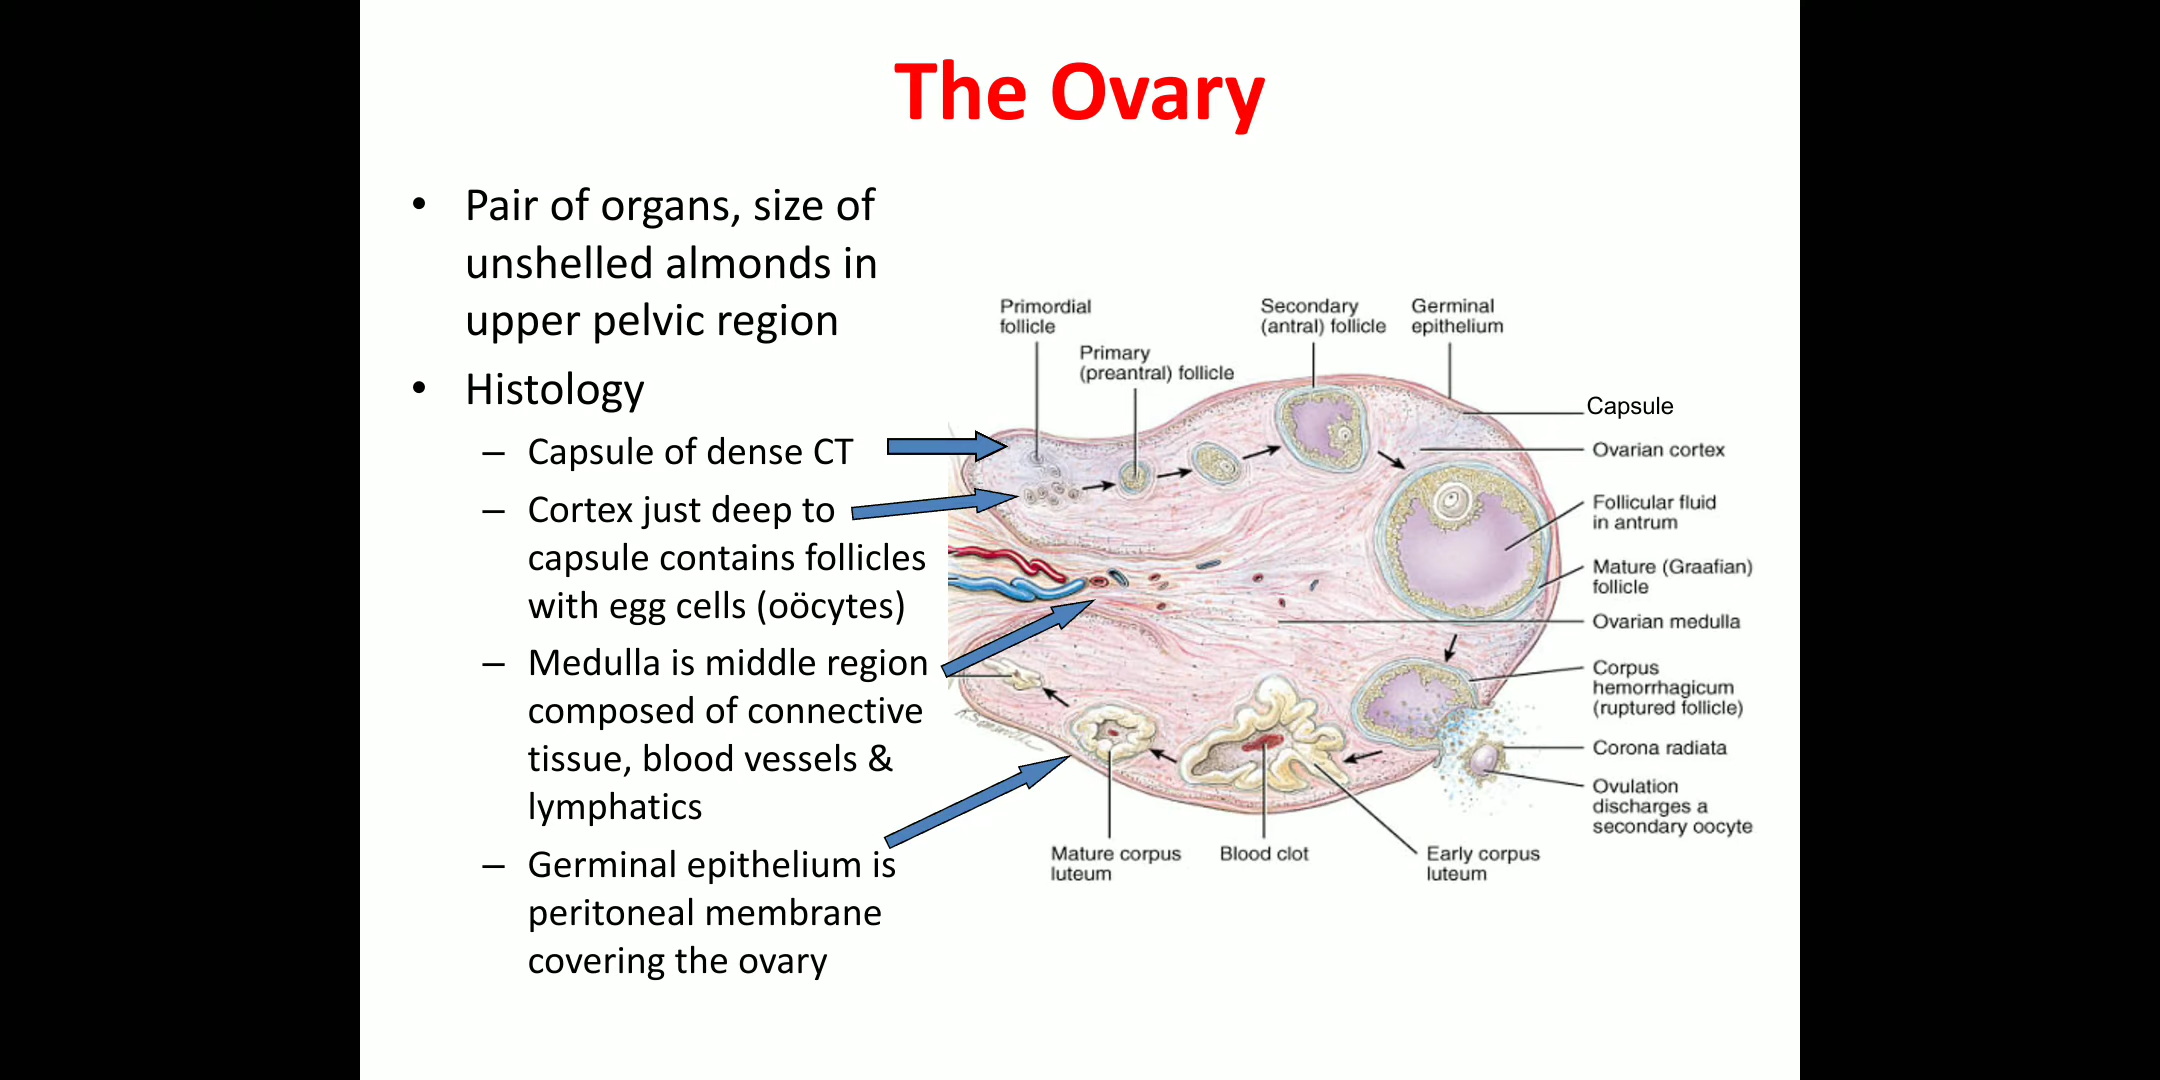 The Ovary
• Pair of organs, size of
unshelled almonds in
upper pelvic region
• Histology
– Capsule of dense CT
– Cortex just deep to
capsule contains follicles
with egg cells (oöcytes)
– Medulla is middle region
composed of connective
tissue, blood vessels &
lymphatics
– Germinal epithelium is
peritoneal membrane
covering the ovary
Primordial
follicle
Primary
(preantral) follicle
Secondary
(antral) follicle
Germinal
epithelium
Capsule
Ovarian cortex
Follicular fluid
in antrum
Mature (Graafian)
follicle
Ovarian medulla
Corpus
hemorrhagicum
(ruptured follicle)
Corona radiata
Ovulation
discharges a
secondary oocyte
Early corpus
luteum
Blood clot
Mature corpus
luteum